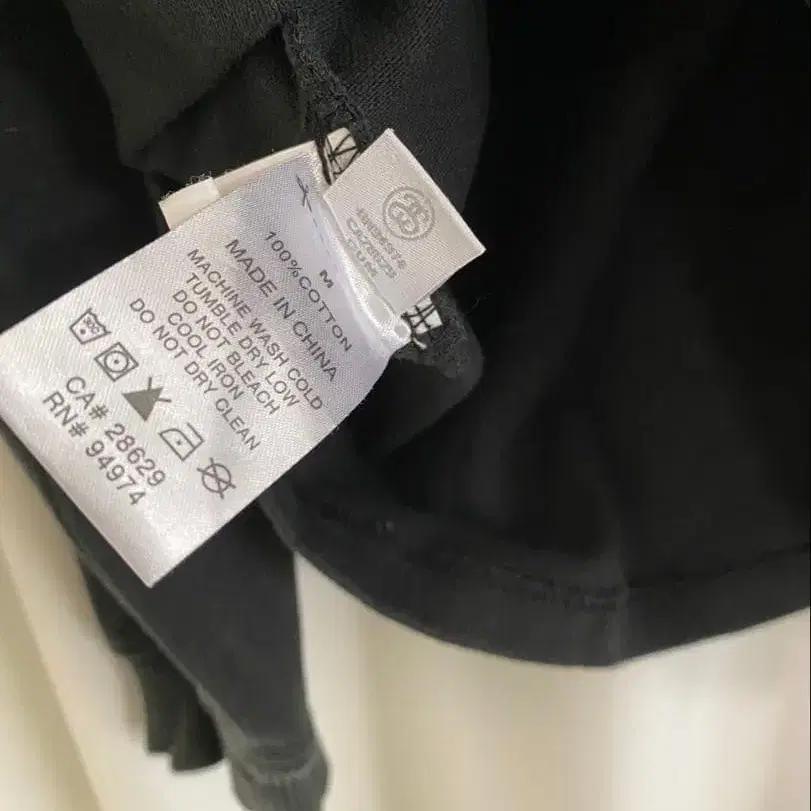 M
100%COTTON
MADE IN CHINA
MACHINE WASH COLD
TUMBLE DRY LOW
DO NOT BLEACH
COOL IRON
DO NOT DRY CLEAN
CA# 28629
RN# 94974